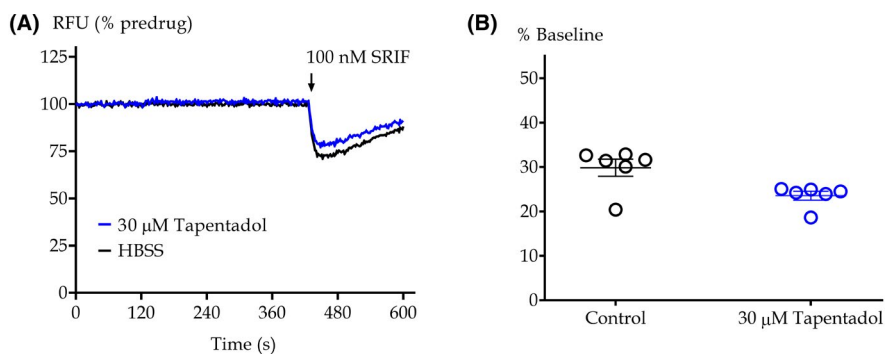 (A) RFU (% predrug)
125
100
75
50
25
0
100 nM SRIF
30 μM Tapentadol
HBSS
0 120 240 360 480 600
Time (s)
(B) % Baseline
50
40
30
20
10
0
Control 30 μM Tapentadol